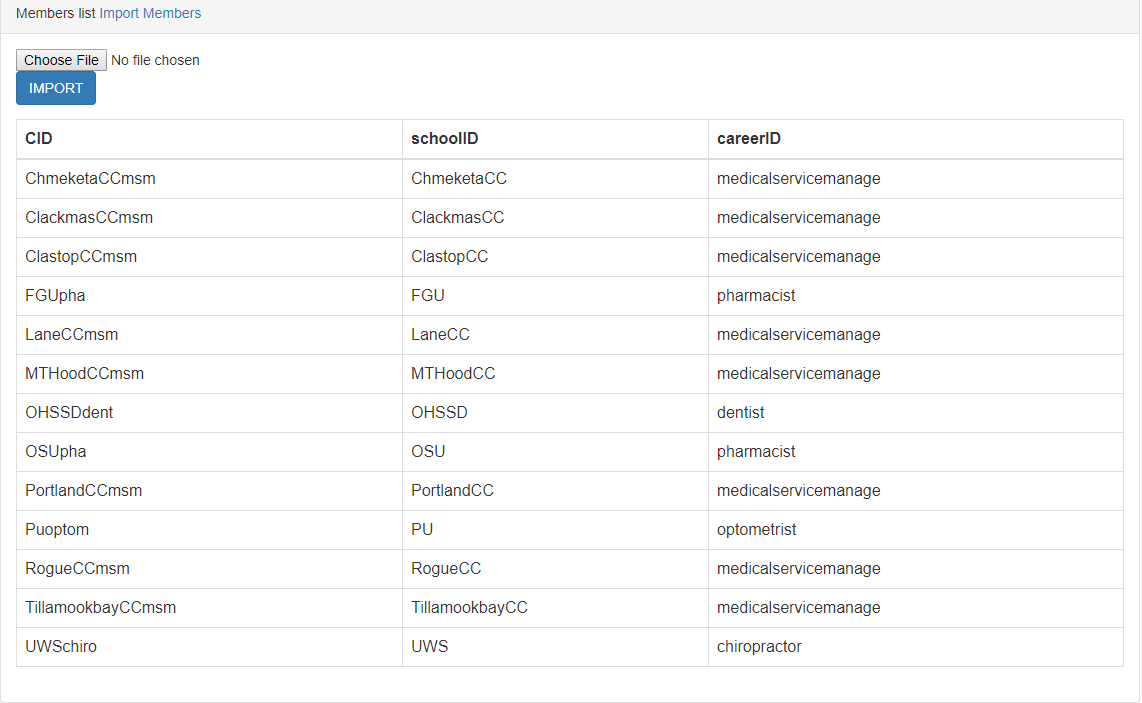 Members list Import Members
Choose File No file chosen
IMPORT
CID schoolID careerID
ChmeketaCCmsm ChmeketaCC medicalservicemanage
ClackmasCCmsm ClackmasCC medicalservicemanage
ClastopCCmsm ClastopCC medicalservicemanage
FGUpha FGU pharmacist
LaneCCmsm LaneCC medicalservicemanage
MTHoodCCmsm MTHoodCC medicalservicemanage
OHSSDdent OHSSD dentist
OSUpha OSU pharmacist
PortlandCCmsm PortlandCC medicalservicemanage
Puoptom PU optometrist
RogueCCmsm RogueCC medicalservicemanage
TillamookbayCCmsm TillamookbayCC medicalservicemanage
UWSchiro UWS chiropractor